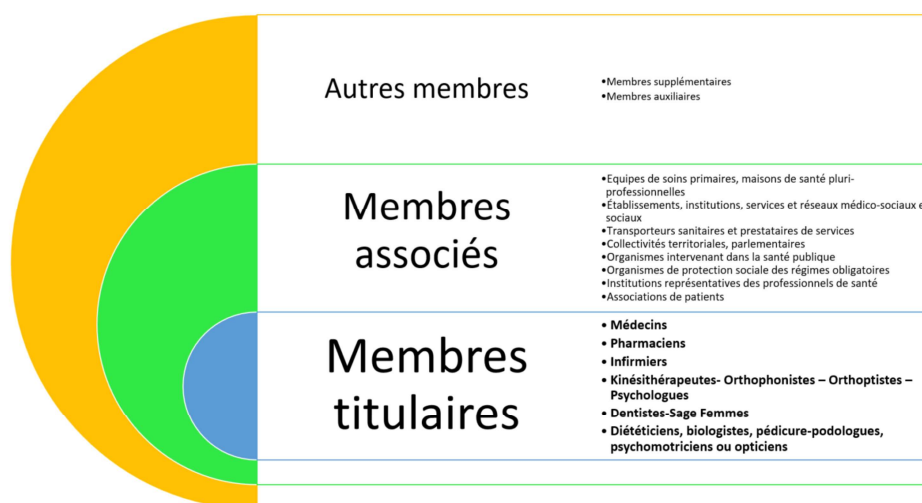 Autres membres
•Membres supplémentaires
•Membres auxiliaires
Membres
associés
•Equipes de soins primaires, maisons de santé pluri-
professionnelles
•Établissements, institutions, services et réseaux médico-sociaux e
sociaux
•Transporteurs sanitaires et prestataires de services
•Collectivités territoriales, parlementaires
•Organismes intervenant dans la santé publique
•Organismes de protection sociale des régimes obligatoires
•Institutions représentatives des professionnels de santé
•Associations de patients
Membres
titulaires
• Médecins
• Pharmaciens
• Infirmiers
• Kinésithérapeutes- Orthophonistes – Orthoptistes –
Psychologues
• Dentistes-Sage Femmes
• Diététiciens, biologistes, pédicure-podologues,
psychomotriciens ou opticiens